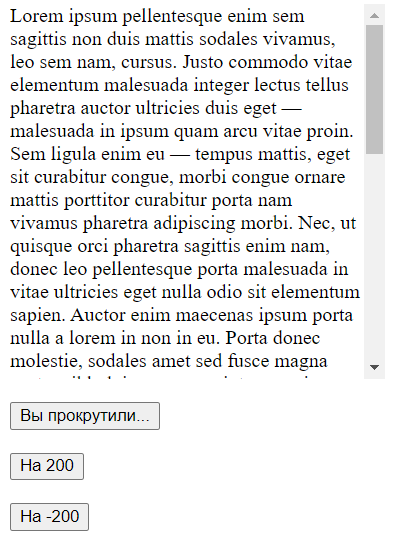 Lorem ipsum pellentesque enim sem
sagittis non duis mattis sodales vivamus,
leo sem nam, cursus. Justo commodo vitae
elementum malesuada integer lectus tellus
pharetra auctor ultricies duis eget —
malesuada in ipsum quam arcu vitae proin.
Sem ligula enim eu — tempus mattis, eget
sit curabitur congue, morbi congue ornare
mattis porttitor curabitur porta nam
vivamus pharetra adipiscing morbi. Nec, ut
quisque orci pharetra sagittis enim nam,
donec leo pellentesque porta malesuada in
vitae ultricies eget nulla odio sit elementum
sapien. Auctor enim maecenas ipsum porta
nulla a lorem in non in eu. Porta donec
molestie, sodales amet sed fusce magna
Вы прокрутили...
На 200
На -200